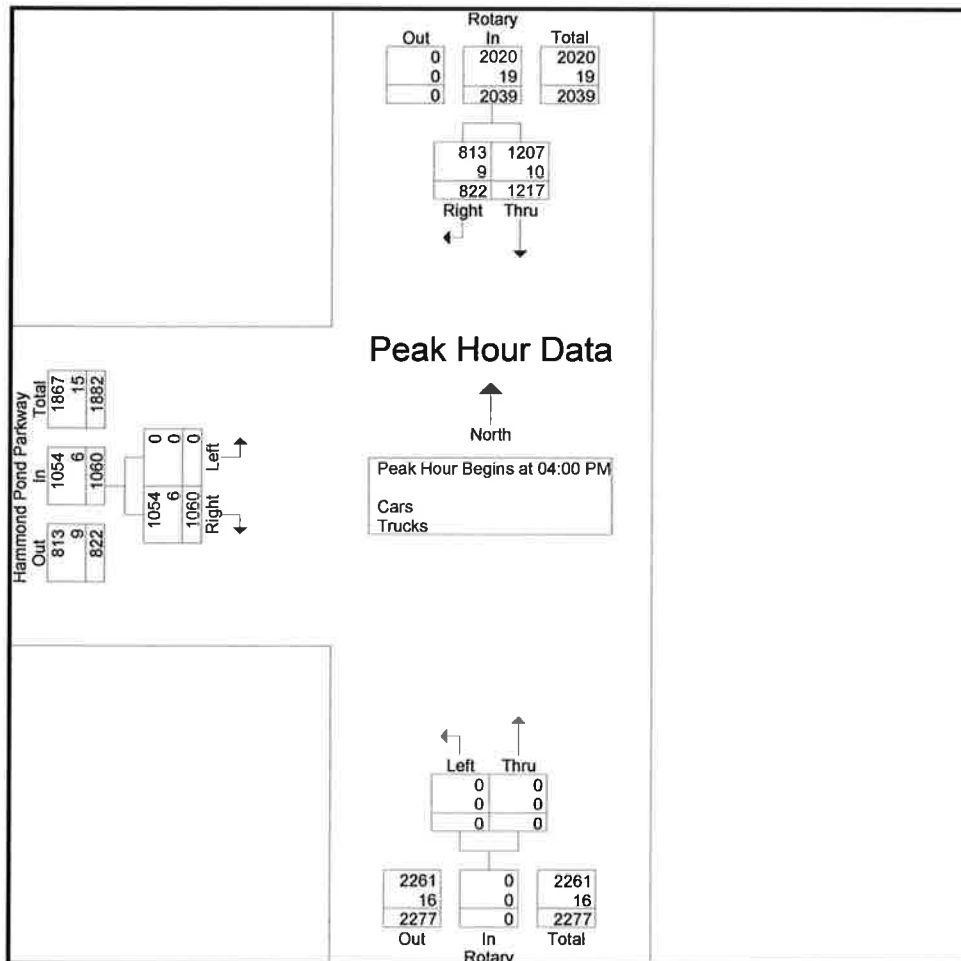 Rotary
Out In Total
0 2020 2020
0 19 19
0 2039 2039
813 1207
9 10
822 1217
Right Thru
Peak Hour Data
North
Peak Hour Begins at 04:00 PM
Cars
Trucks
Hammond Pond Parkway
Out In Total
813 1054 1867
9 6 15
822 1060 1882
Right Left
1054 0
6 0
1060 0
Left Thru
0 0
0 0
0 0
2261 0 2261
16 0 16
2277 0 2277
Out In Total
Rotary